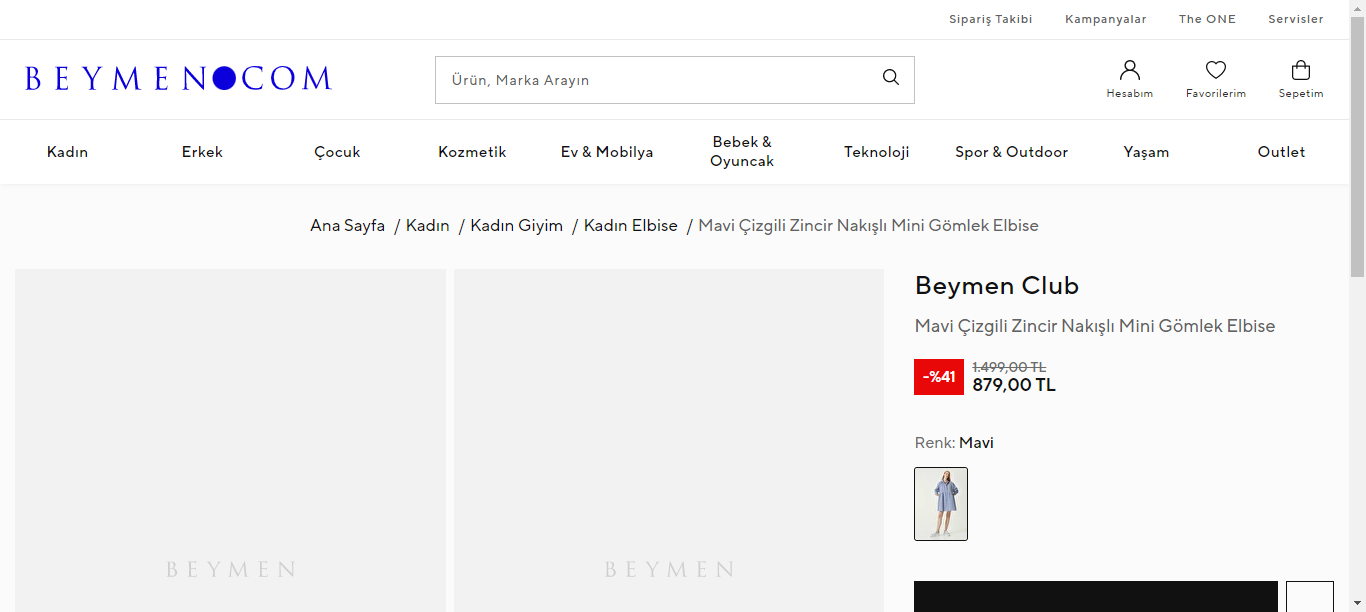 Sipariş Takibi Kampanyalar The ONE Servisler
BEYMEN COM
Ürün, Marka Arayın
Hesabım Favorilerim Sepetim
Kadın Erkek Çocuk Kozmetik Ev & Mobilya Bebek & Oyuncak Teknoloji Spor & Outdoor Yaşam Outlet
Ana Sayfa / Kadın / Kadın Giyim / Kadın Elbise / Mavi Çizgili Zincir Nakışlı Mini Gömlek Elbise
Beymen Club
Mavi Çizgili Zincir Nakışlı Mini Gömlek Elbise
-%41
1.499,00 TL
879,00 TL
Renk: Mavi
BEYMEN BEYMEN